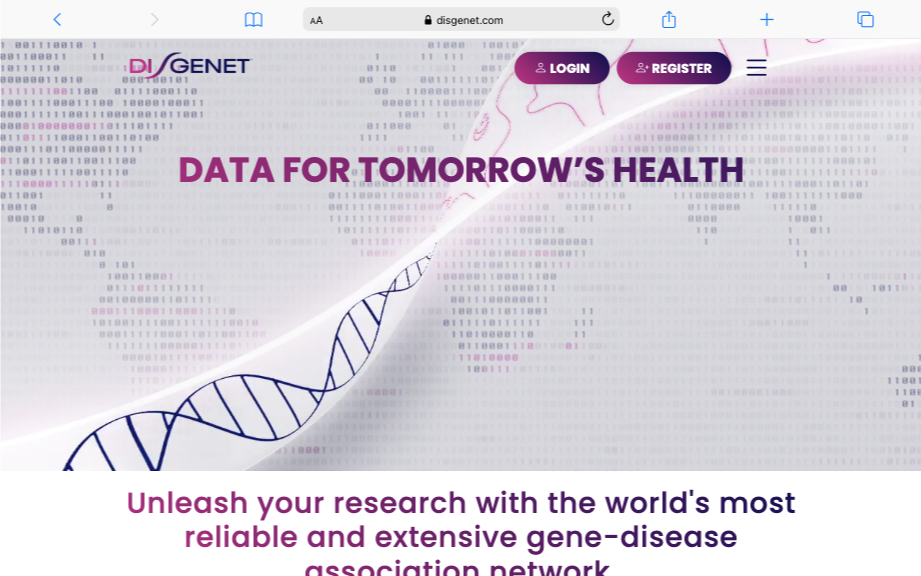 AA disgenet.com
DISGENET
LOGIN
REGISTER
DATA FOR TOMORROW'S HEALTH
Unleash your research with the world's most
reliable and extensive gene-disease
association network